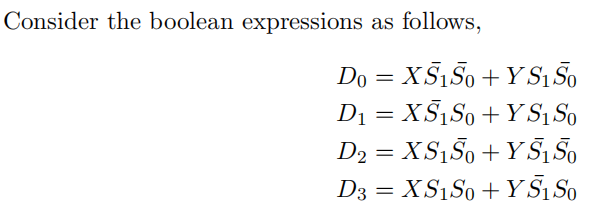 Consider the boolean expressions as follows,
D₀ = XS̄₁S̄₀ + YS₁S̄₀
D₁ = XS̄₁S₀ + YS₁S₀
D₂ = XS₁S̄₀ + YS̄₁S̄₀
D₃ = XS₁S₀ + YS̄₁S₀